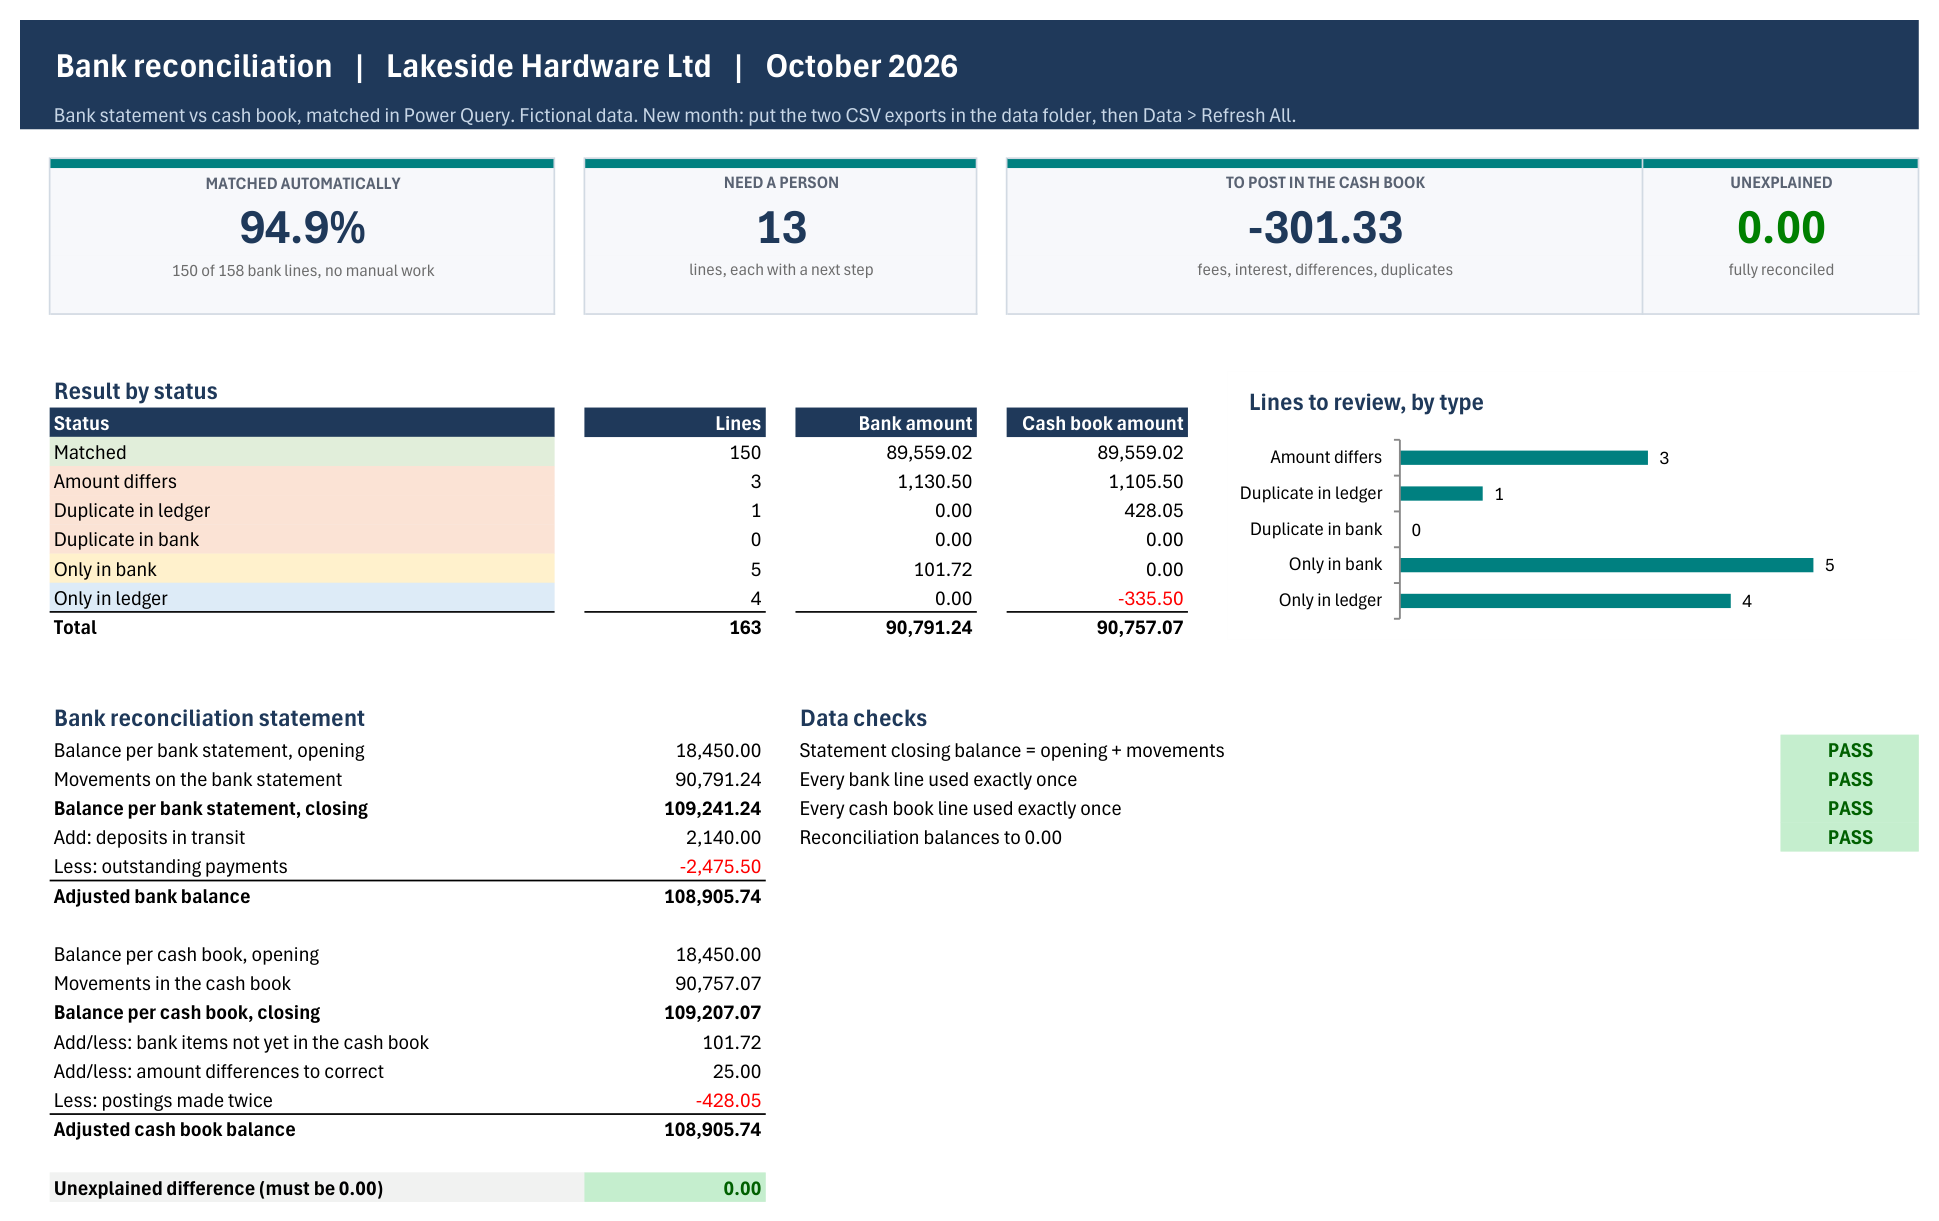 Bank reconciliation | Lakeside Hardware Ltd | October 2026
Bank statement vs cash book, matched in Power Query. Fictional data. New month: put the two CSV exports in the data folder, then Data > Refresh All.
MATCHED AUTOMATICALLY
94.9%
150 of 158 bank lines, no manual work
NEED A PERSON
13
lines, each with a next step
TO POST IN THE CASH BOOK
-301.33
fees, interest, differences, duplicates
UNEXPLAINED
0.00
fully reconciled
Result by status
Status Lines Bank amount Cash book amount
Matched 150 89,559.02 89,559.02
Amount differs 3 1,130.50 1,105.50
Duplicate in ledger 1 0.00 428.05
Duplicate in bank 0 0.00 0.00
Only in bank 5 101.72 0.00
Only in ledger 4 0.00 -335.50
Total 163 90,791.24 90,757.07
Lines to review, by type
Amount differs 3
Duplicate in ledger 1
Duplicate in bank 0
Only in bank 5
Only in ledger 4
Bank reconciliation statement
Balance per bank statement, opening 18,450.00
Movements on the bank statement 90,791.24
Balance per bank statement, closing 109,241.24
Add: deposits in transit 2,140.00
Less: outstanding payments -2,475.50
Adjusted bank balance 108,905.74
Balance per cash book, opening 18,450.00
Movements in the cash book 90,757.07
Balance per cash book, closing 109,207.07
Add/less: bank items not yet in the cash book 101.72
Add/less: amount differences to correct 25.00
Less: postings made twice -428.05
Adjusted cash book balance 108,905.74
Unexplained difference (must be 0.00) 0.00
Data checks
Statement closing balance = opening + movements PASS
Every bank line used exactly once PASS
Every cash book line used exactly once PASS
Reconciliation balances to 0.00 PASS